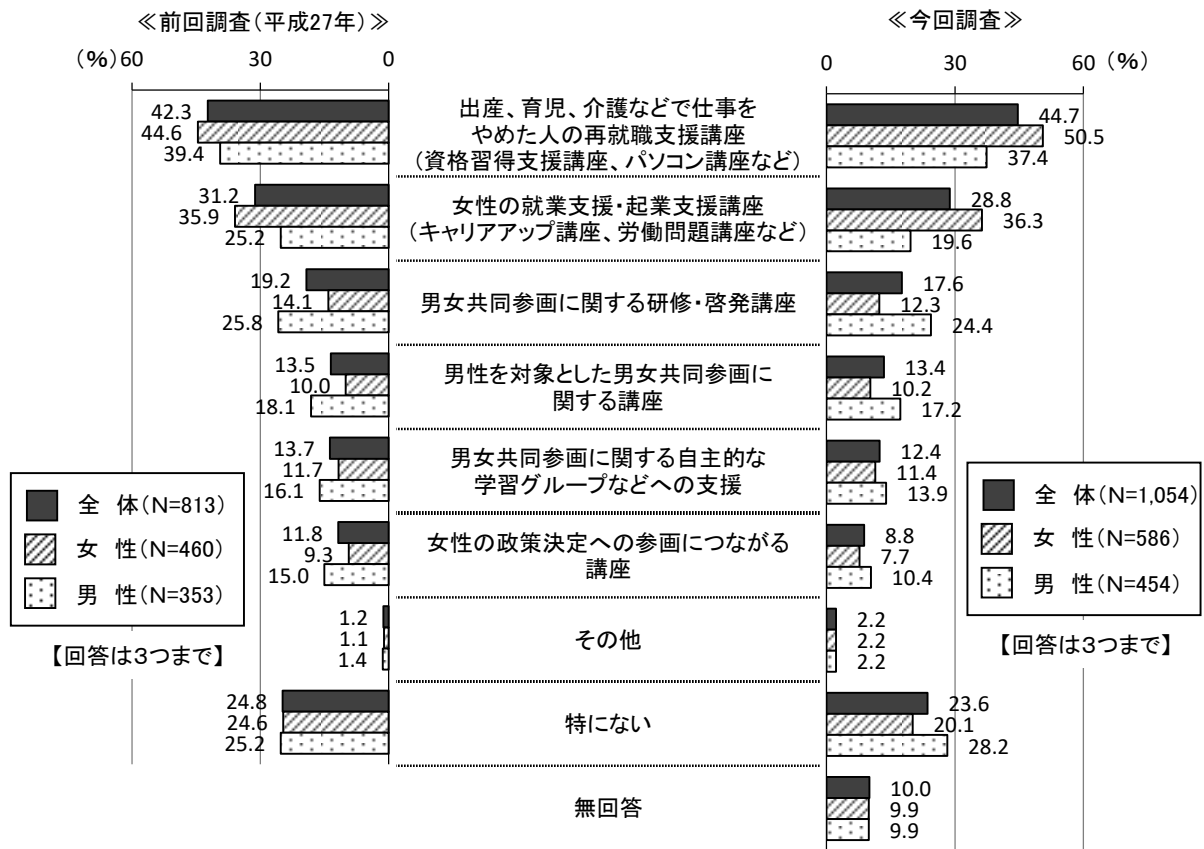 ≪前回調査(平成27年)≫
≪今回調査≫
(%) 60 30 0
0 30 60 (%)
42.3
44.6
39.4
出産、育児、介護などで仕事を
やめた人の再就職支援講座
(資格習得支援講座、パソコン講座など)
44.7
50.5
37.4
31.2
35.9
25.2
女性の就業支援・起業支援講座
(キャリアアップ講座、労働問題講座など)
28.8
36.3
19.6
19.2
14.1
25.8
男女共同参画に関する研修・啓発講座
17.6
12.3
24.4
13.5
10.0
18.1
男性を対象とした男女共同参画に
関する講座
13.4
10.2
17.2
13.7
11.7
16.1
男女共同参画に関する自主的な
学習グループなどへの支援
12.4
11.4
13.9
11.8
9.3
15.0
女性の政策決定への参画につながる
講座
8.8
7.7
10.4
1.2
1.1
1.4
その他
2.2
2.2
2.2
24.8
24.6
25.2
特にない
23.6
20.1
28.2
無回答
10.0
9.9
9.9
全 体(N=813)
女 性(N=460)
男 性(N=353)
【回答は3つまで】
全 体(N=1,054)
女 性(N=586)
男 性(N=454)
【回答は3つまで】